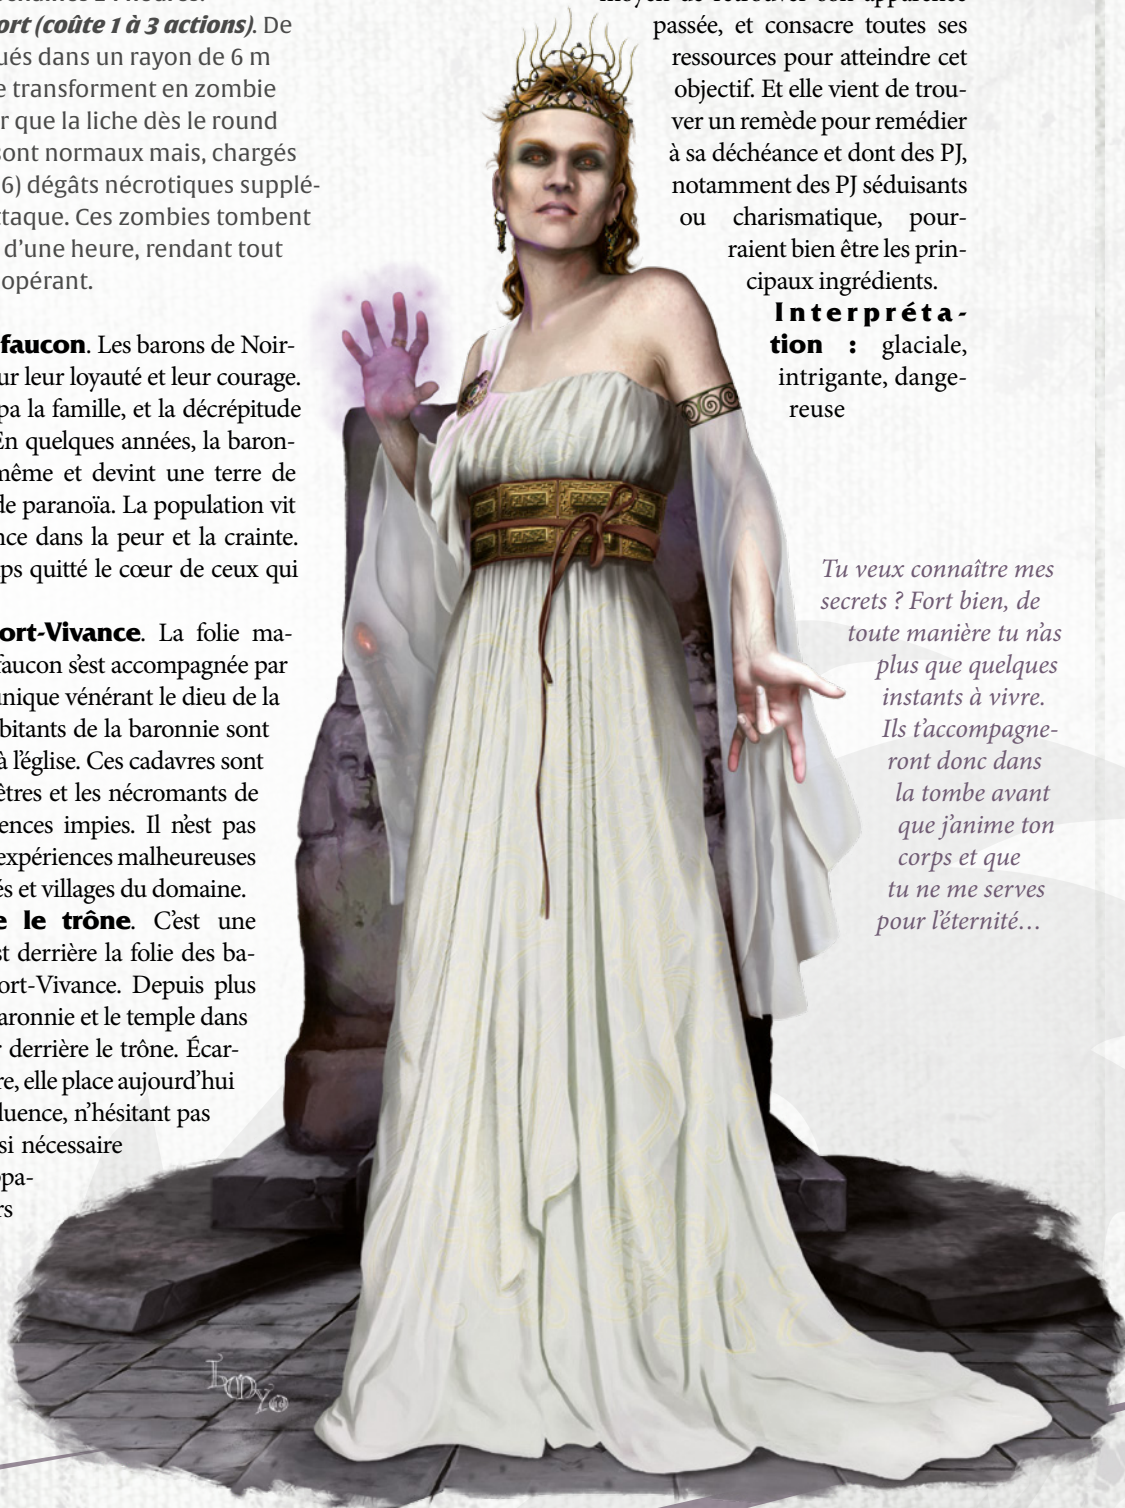 ort (coûte 1 à 3 actions). De
ués dans un rayon de 6 m
e transforment en zombie
r que la liche dès le round
sont normaux mais, chargés
6) dégâts nécrotiques supplé-
ttaque. Ces zombies tombent
d’une heure, rendant tout
opérant.
faucon. Les barons de Noir-
ur leur loyauté et leur courage.
pa la famille, et la décrépitude
En quelques années, la baron-
même et devint une terre de
de paranoïa. La population vit
nce dans la peur et la crainte.
ps quitté le cœur de ceux qui
ort-Vivance. La folie ma-
faucon s’est accompagnée par
unique vénérant le dieu de la
bitants de la baronnie sont
à l’église. Ces cadavres sont
êtres et les nécromants de
ences impies. Il n’est pas
expériences malheureuses
és et villages du domaine.
e le trône. C’est une
st derrière la folie des ba-
ort-Vivance. Depuis plus
aronnie et le temple dans
r derrière le trône. Écar-
re, elle place aujourd’hui
luence, n’hésitant pas
si nécessaire
opa-
rs
moyen de retrouver son apparence
passée, et consacre toutes ses
ressources pour atteindre cet
objectif. Et elle vient de trou-
ver un remède pour remédier
à sa déchéance et dont des PJ,
notamment des PJ séduisants
ou charismatique, pour-
raient bien être les prin-
cipaux ingrédients.
Interpréta-
tion : glaciale,
intrigante, dange-
reuse
Tu veux connaître mes
secrets ? Fort bien, de
toute manière tu n’as
plus que quelques
instants à vivre.
Ils t’accompagne-
ront donc dans
la tombe avant
que j’anime ton
corps et que
tu ne me serves
pour l’éternité…